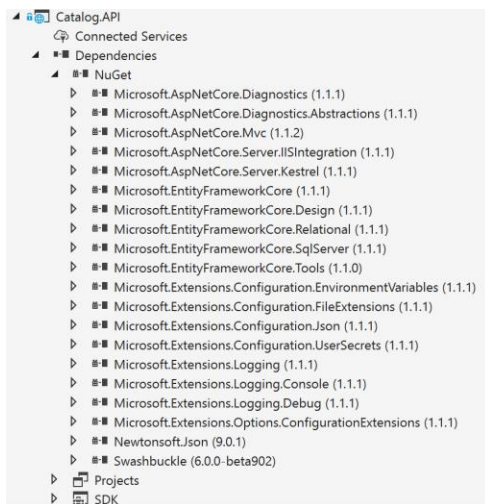 Catalog.API
Connected Services
Dependencies
NuGet
Microsoft.AspNetCore.Diagnostics (1.1.1)
Microsoft.AspNetCore.Diagnostics.Abstractions (1.1.1)
Microsoft.AspNetCore.Mvc (1.1.2)
Microsoft.AspNetCore.Server.IISIntegration (1.1.1)
Microsoft.AspNetCore.Server.Kestrel (1.1.1)
Microsoft.EntityFrameworkCore (1.1.1)
Microsoft.EntityFrameworkCore.Design (1.1.1)
Microsoft.EntityFrameworkCore.Relational (1.1.1)
Microsoft.EntityFrameworkCore.SqlServer (1.1.1)
Microsoft.EntityFrameworkCore.Tools (1.1.0)
Microsoft.Extensions.Configuration.EnvironmentVariables (1.1.1)
Microsoft.Extensions.Configuration.FileExtensions (1.1.1)
Microsoft.Extensions.Configuration.Json (1.1.1)
Microsoft.Extensions.Configuration.UserSecrets (1.1.1)
Microsoft.Extensions.Logging (1.1.1)
Microsoft.Extensions.Logging.Console (1.1.1)
Microsoft.Extensions.Logging.Debug (1.1.1)
Microsoft.Extensions.Options.ConfigurationExtensions (1.1.1)
Newtonsoft.Json (9.0.1)
Swashbuckle (6.0.0-beta902)
Projects
SDK